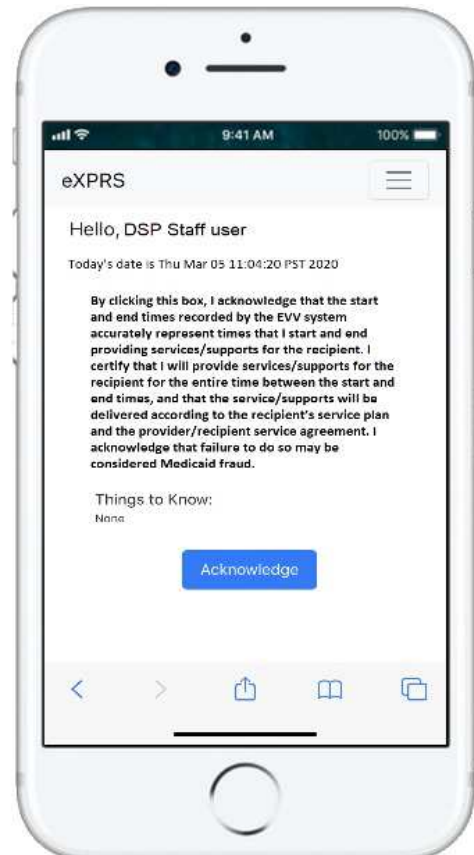 9:41 AM
100%
eXPRS
Hello, DSP Staff user
Today's date is Thu Mar 05 11:04:20 PST 2020
By clicking this box, I acknowledge that the start
and end times recorded by the EVV system
accurately represent times that I start and end
providing services/supports for the recipient. I
certify that I will provide services/supports for the
recipient for the entire time between the start and
end times, and that the service/supports will be
delivered according to the recipient's service plan
and the provider/recipient service agreement. I
acknowledge that failure to do so may be
considered Medicaid fraud.
Things to Know:
None
Acknowledge